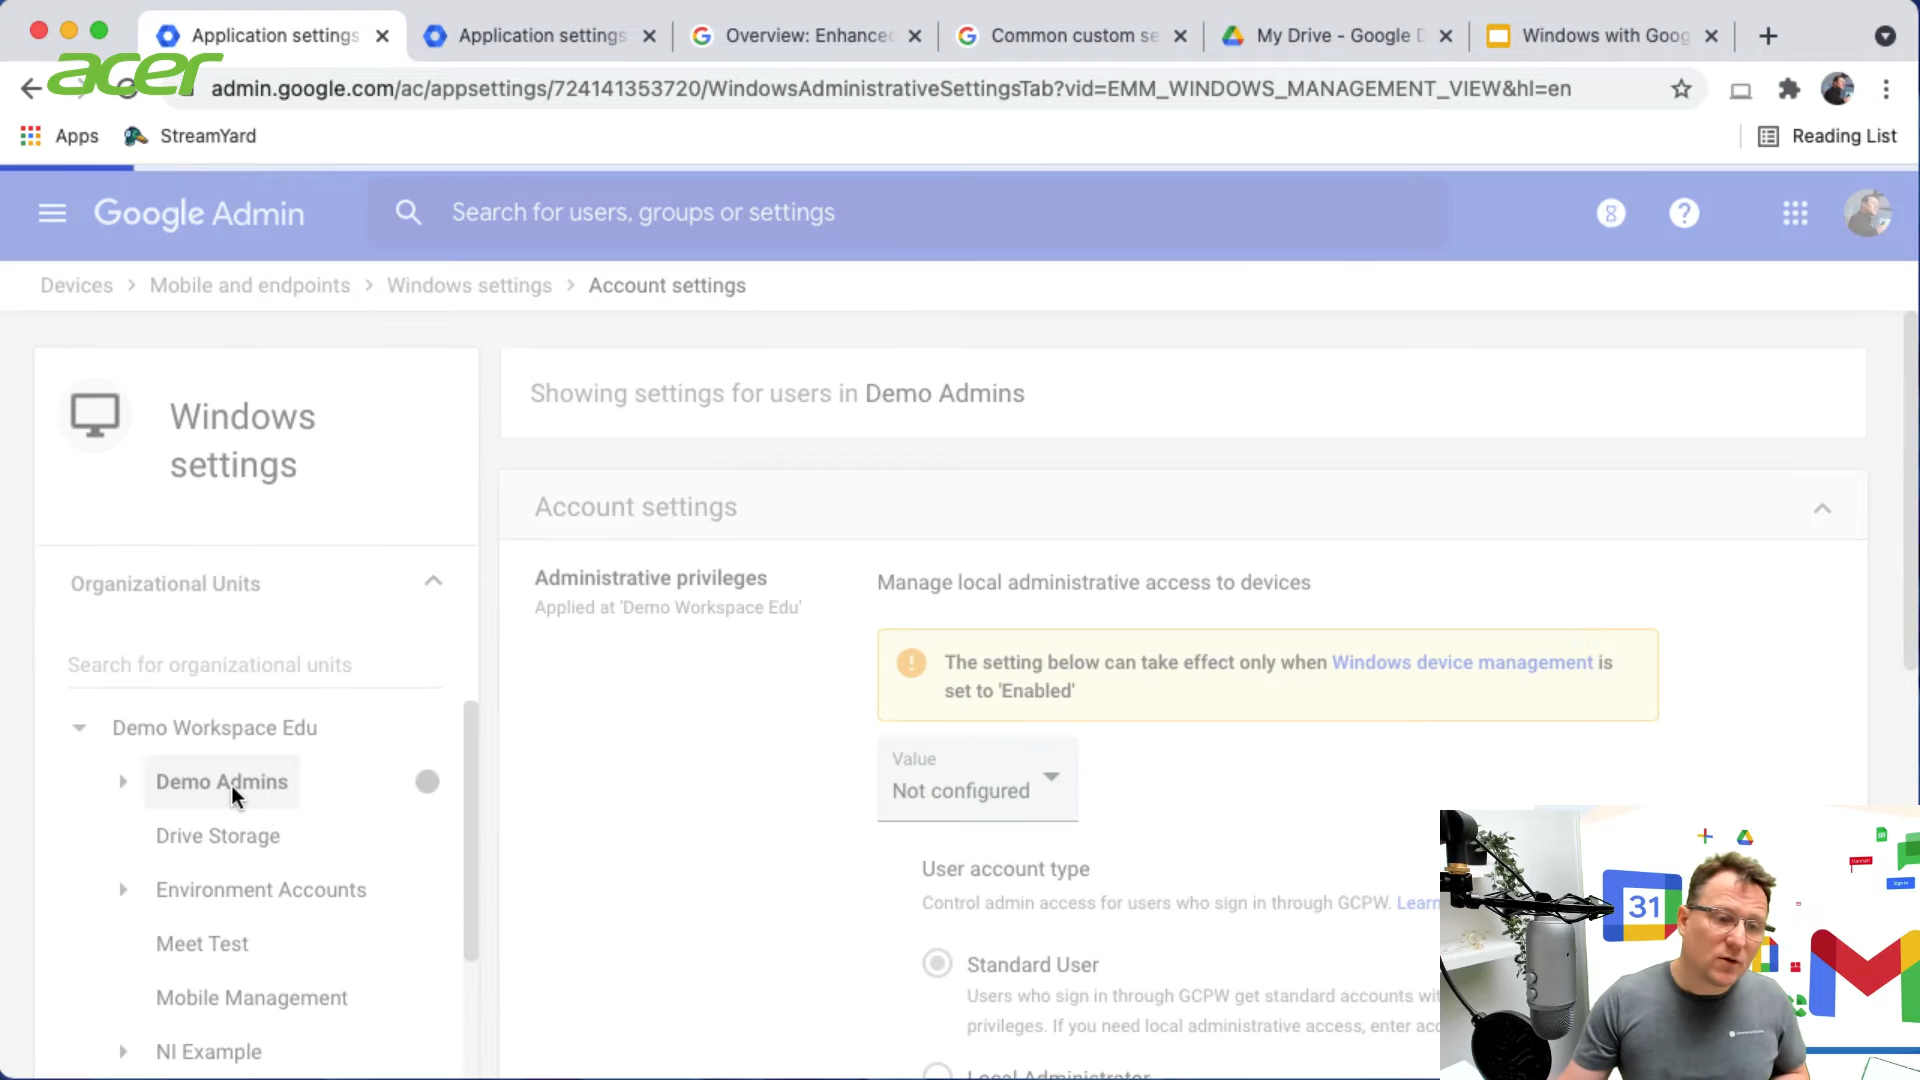 Application settings
Application settings
Overview: Enhanced
Common custom se
My Drive - Google D
Windows with Goog
acer
admin.google.com/ac/appsettings/724141353720/WindowsAdministrativeSettingsTab?vid=EMM_WINDOWS_MANAGEMENT_VIEW&hl=en
Apps
StreamYard
Reading List
Google Admin
Search for users, groups or settings
Devices > Mobile and endpoints > Windows settings > Account settings
Windows
settings
Showing settings for users in Demo Admins
Account settings
Organizational Units
Search for organizational units
Demo Workspace Edu
Demo Admins
Drive Storage
Environment Accounts
Meet Test
Mobile Management
NI Example
Administrative privileges
Applied at 'Demo Workspace Edu'
Manage local administrative access to devices
The setting below can take effect only when Windows device management is
set to 'Enabled'
Value
Not configured
User account type
Control admin access for users who sign in through GCPW. Learn
Standard User
Users who sign in through GCPW get standard accounts wit
privileges. If you need local administrative access, enter acc
Local Administrator
31